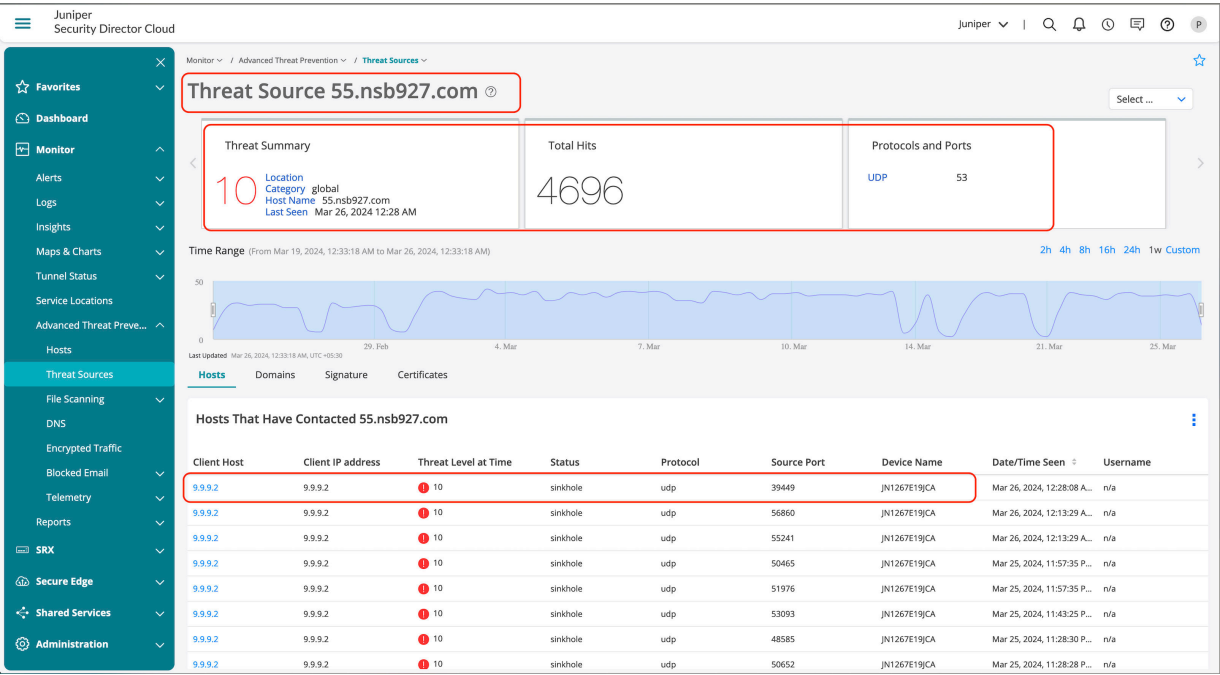 Juniper
Security Director Cloud
Juniper
P
Favorites
Dashboard
Monitor
Alerts
Logs
Insights
Maps & Charts
Tunnel Status
Service Locations
Advanced Threat Preve...
Hosts
Threat Sources
File Scanning
DNS
Encrypted Traffic
Blocked Email
Telemetry
Reports
SRX
Secure Edge
Shared Services
Administration
Monitor / Advanced Threat Prevention / Threat Sources
Threat Source 55.nsb927.com
Select ...
Threat Summary
10
Location
Category global
Host Name 55.nsb927.com
Last Seen Mar 26, 2024 12:28 AM
Total Hits
4696
Protocols and Ports
UDP 53
Time Range (From Mar 19, 2024, 12:33:18 AM to Mar 26, 2024, 12:33:18 AM) 2h 4h 8h 16h 24h 1w Custom
50
0
29. Feb 4. Mar 7. Mar 10. Mar 14. Mar 21. Mar 25. Mar
Last Updated Mar 26, 2024, 12:33:18 AM, UTC +05:30
Hosts Domains Signature Certificates
Hosts That Have Contacted 55.nsb927.com
Client Host Client IP address Threat Level at Time Status Protocol Source Port Device Name Date/Time Seen Username
9.9.9.2 9.9.9.2 10 sinkhole udp 39449 JN1267E19JCA Mar 26, 2024, 12:28:08 A... n/a
9.9.9.2 9.9.9.2 10 sinkhole udp 56860 JN1267E19JCA Mar 26, 2024, 12:13:29 A... n/a
9.9.9.2 9.9.9.2 10 sinkhole udp 55241 JN1267E19JCA Mar 26, 2024, 12:13:29 A... n/a
9.9.9.2 9.9.9.2 10 sinkhole udp 50465 JN1267E19JCA Mar 25, 2024, 11:57:35 P... n/a
9.9.9.2 9.9.9.2 10 sinkhole udp 51976 JN1267E19JCA Mar 25, 2024, 11:57:35 P... n/a
9.9.9.2 9.9.9.2 10 sinkhole udp 53093 JN1267E19JCA Mar 25, 2024, 11:43:25 P... n/a
9.9.9.2 9.9.9.2 10 sinkhole udp 48585 JN1267E19JCA Mar 25, 2024, 11:28:30 P... n/a
9.9.9.2 9.9.9.2 10 sinkhole udp 50652 JN1267E19JCA Mar 25, 2024, 11:28:28 P... n/a